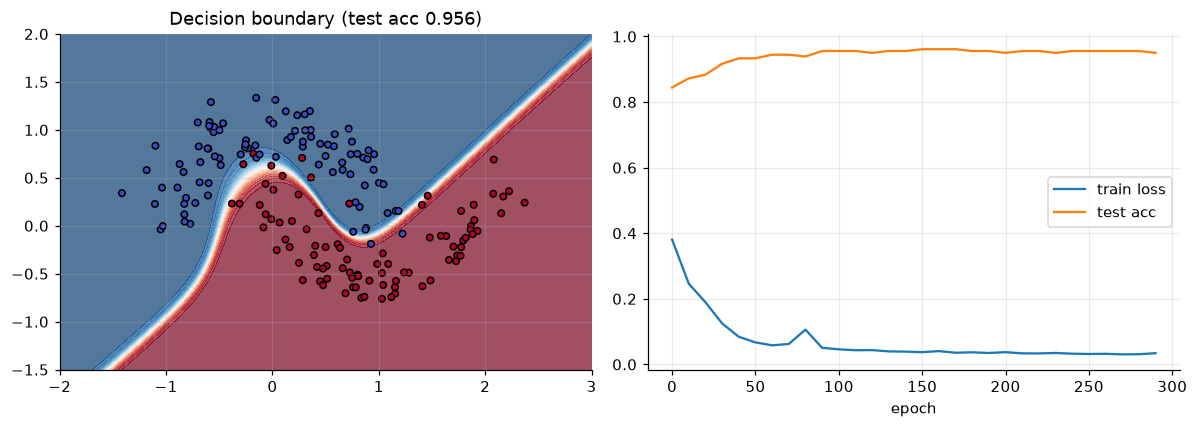 Decision boundary (test acc 0.956)
2.0
1.5
1.0
0.5
0.0
−0.5
−1.0
−1.5
−2 −1 0 1 2 3
1.0
0.8
0.6
0.4
0.2
0.0
train loss
test acc
0 50 100 150 200 250 300
epoch